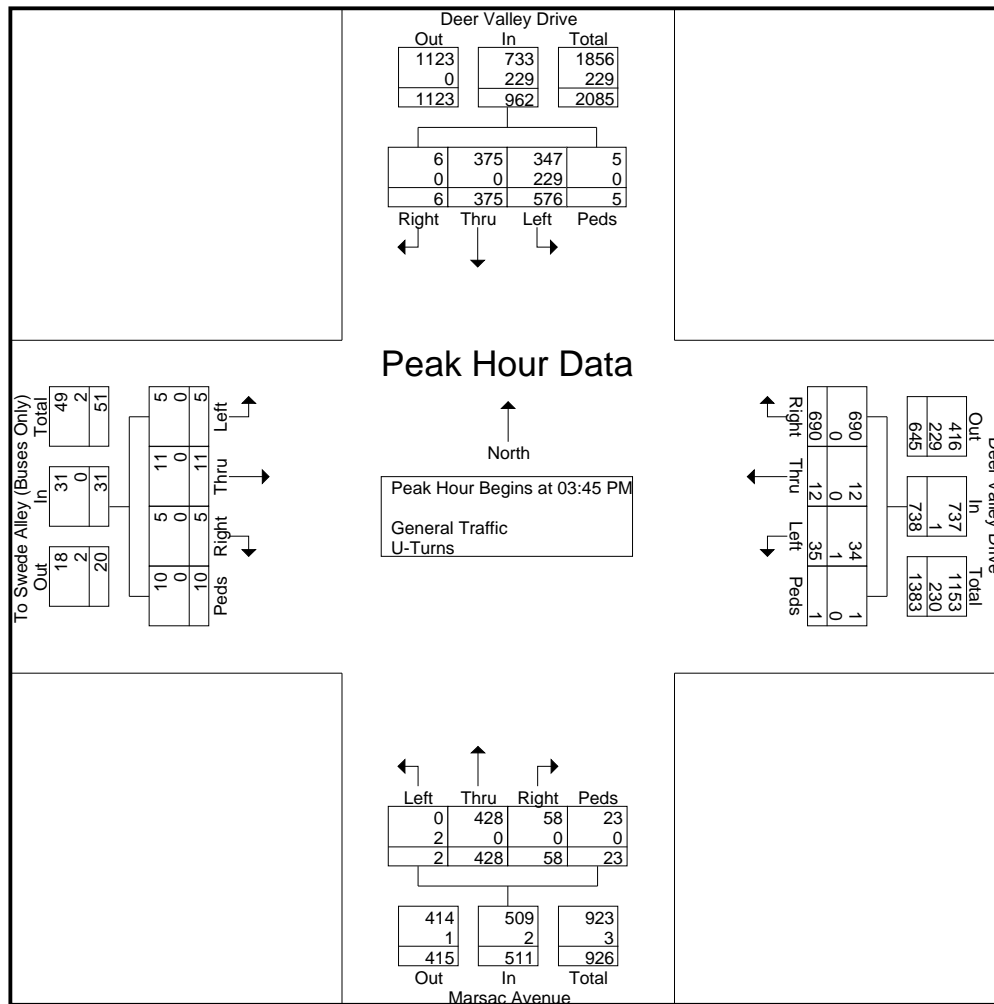 Deer Valley Drive
Out In Total
1123 733 1856
0 229 229
1123 962 2085
6 375 347 5
0 0 229 0
6 375 576 5
Right Thru Left Peds
Peak Hour Data
North
Peak Hour Begins at 03:45 PM
General Traffic
U-Turns
To Swede Alley (Buses Only)
Out In Total
18 31 49
2 0 2
20 31 51
10 5 11 5
0 0 0 0
10 5 11 5
Peds Right Thru Left
Deer Valley Drive
Out In Total
416 737 1153
229 1 230
645 738 1383
690 12 34 1
0 0 1 0
690 12 35 1
Right Thru Left Peds
Left Thru Right Peds
0 428 58 23
2 0 0 0
2 428 58 23
414 509 923
1 2 3
415 511 926
Out In Total
Marsac Avenue